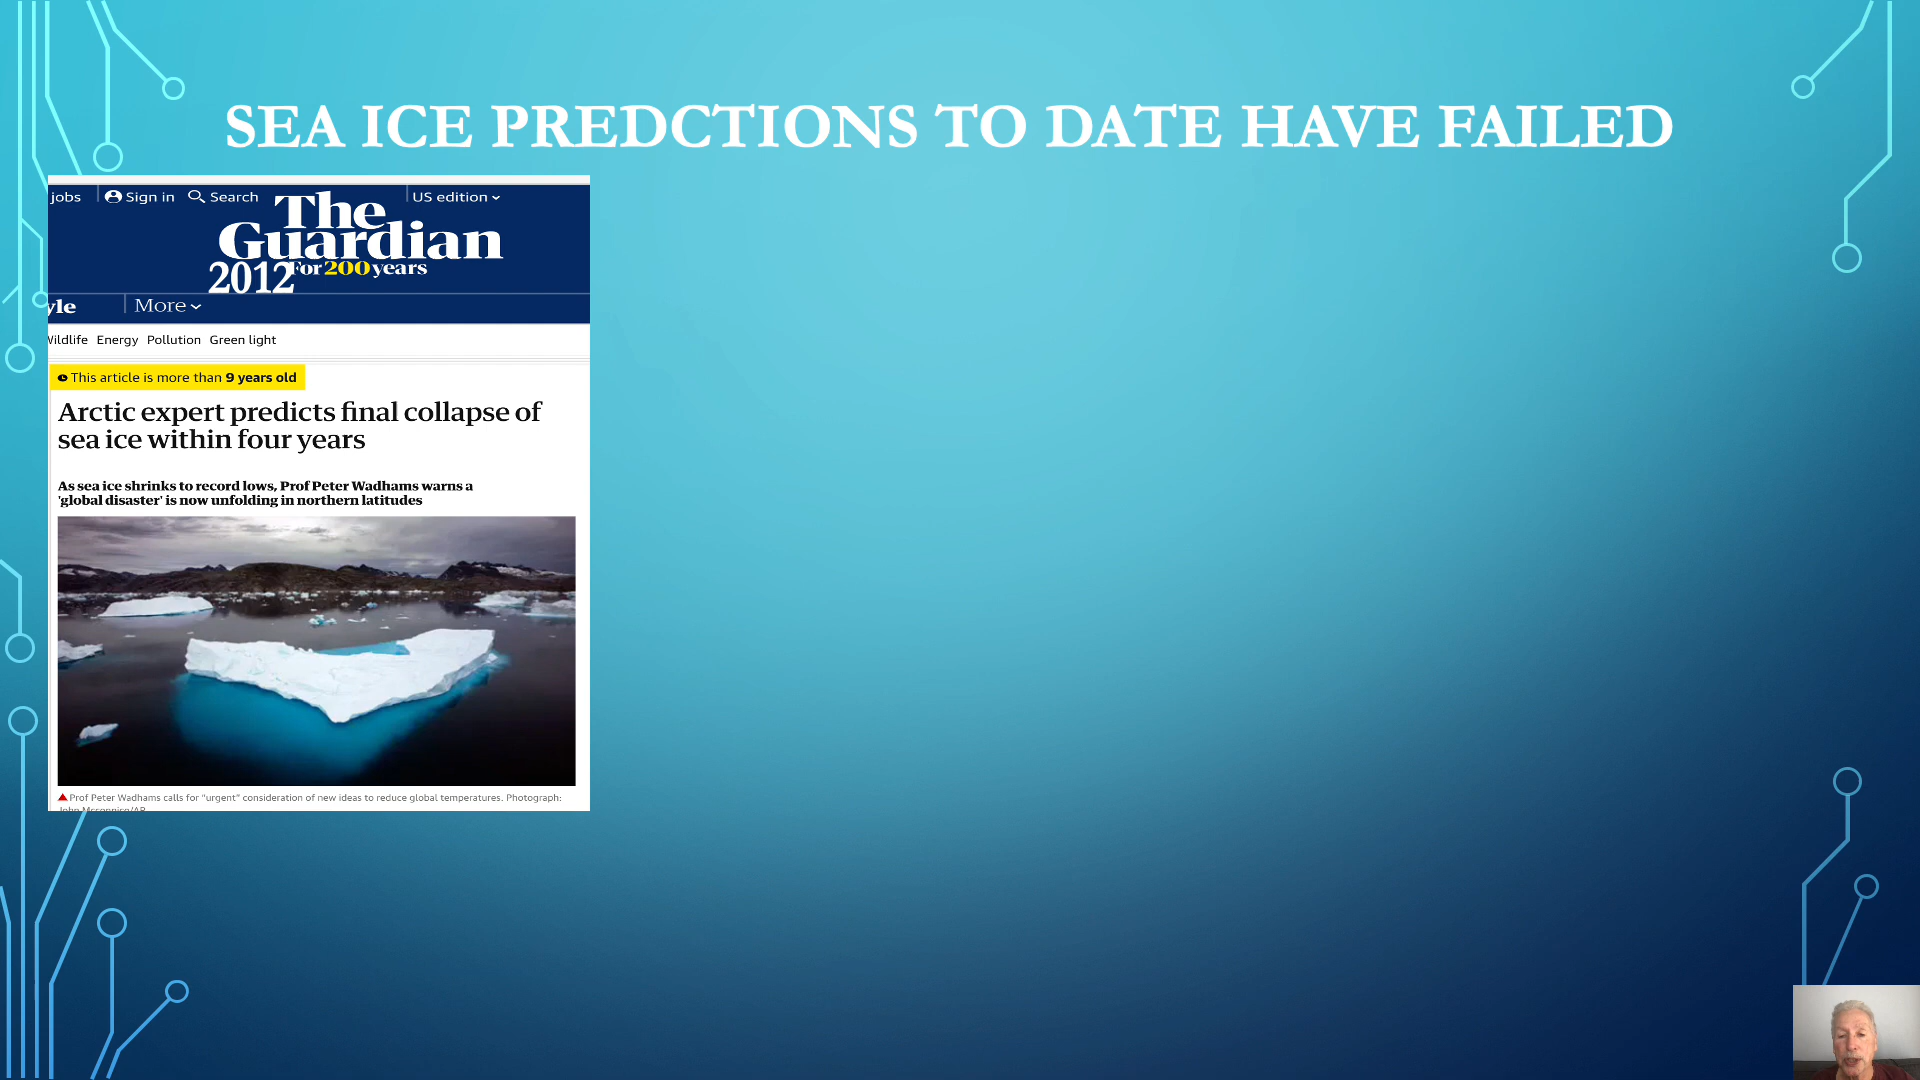 SEA ICE PREDCTIONS TO DATE HAVE FAILED
jobs Sign in Search US edition
The
Guardian
2012 For 200 years
yle More
Wildlife Energy Pollution Green light
This article is more than 9 years old
Arctic expert predicts final collapse of
sea ice within four years
As sea ice shrinks to record lows, Prof Peter Wadhams warns a
'global disaster' is now unfolding in northern latitudes
Prof Peter Wadhams calls for "urgent" consideration of new ideas to reduce global temperatures. Photograph: